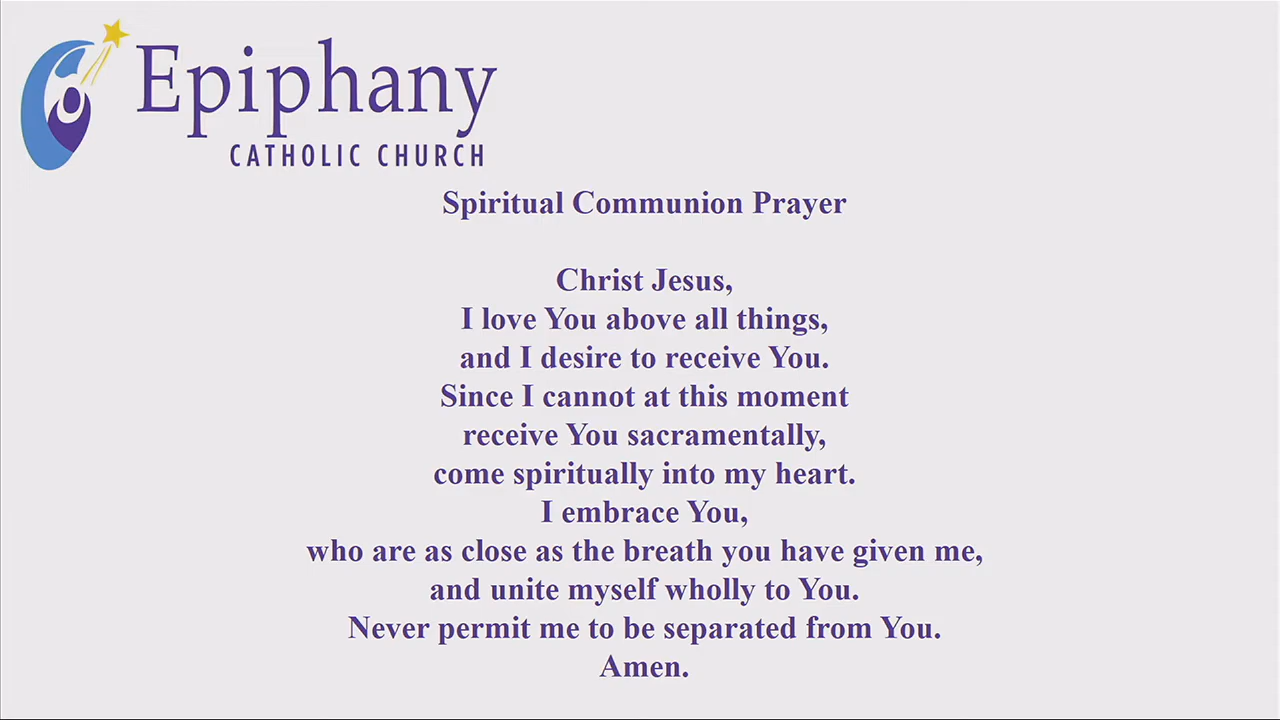 Epiphany
CATHOLIC CHURCH
Spiritual Communion Prayer
Christ Jesus,
I love You above all things,
and I desire to receive You.
Since I cannot at this moment
receive You sacramentally,
come spiritually into my heart.
I embrace You,
who are as close as the breath you have given me,
and unite myself wholly to You.
Never permit me to be separated from You.
Amen.